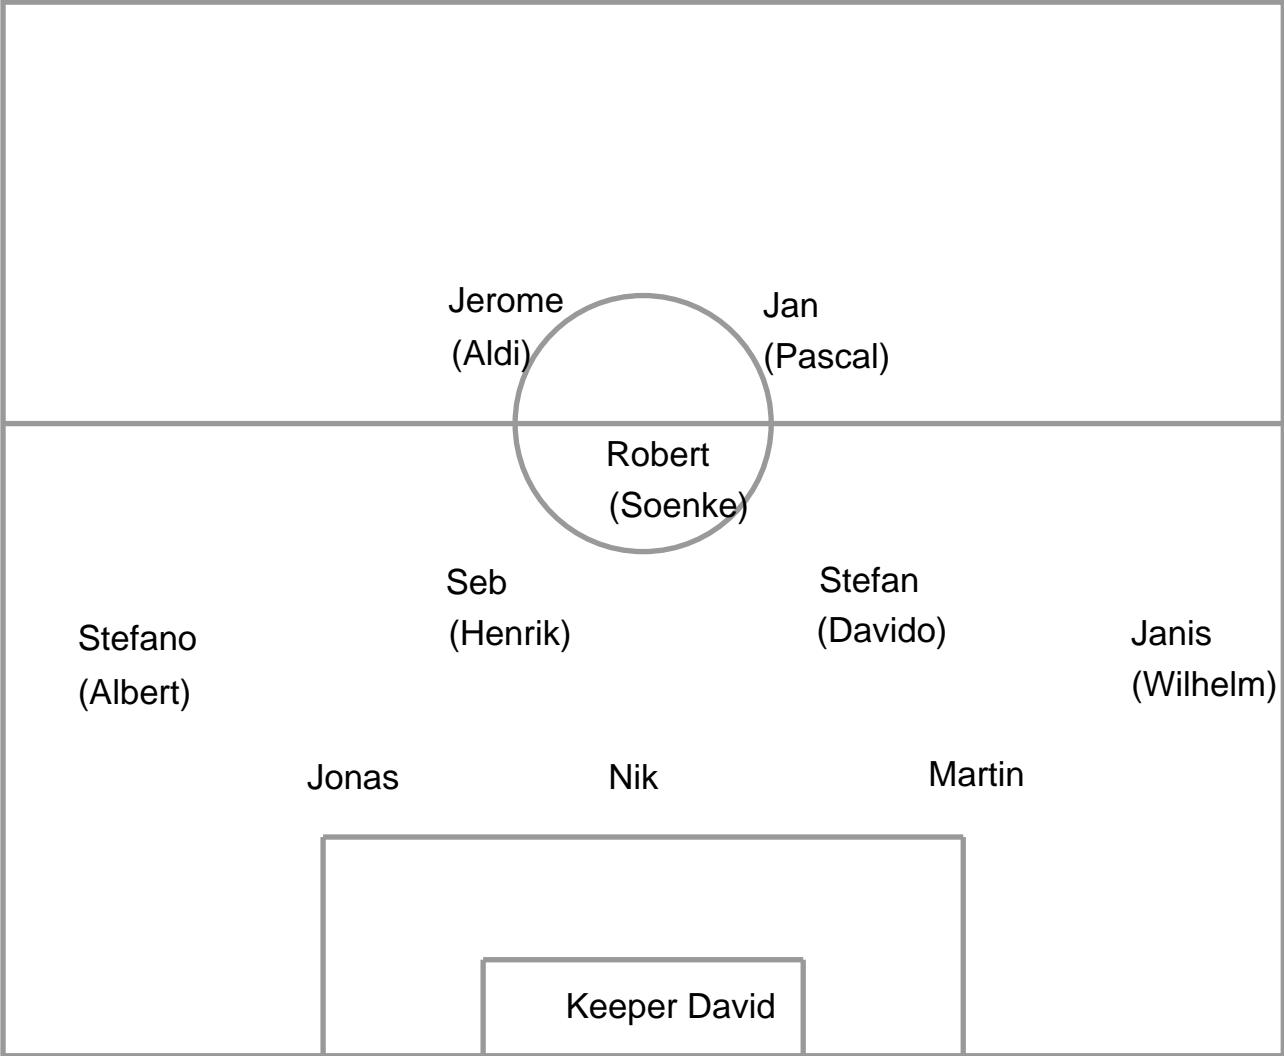 Jerome
(Aldi)
Jan
(Pascal)
Robert
(Soenke)
Seb
(Henrik)
Stefan
(Davido)
Stefano
(Albert)
Janis
(Wilhelm)
Jonas
Nik
Martin
Keeper David